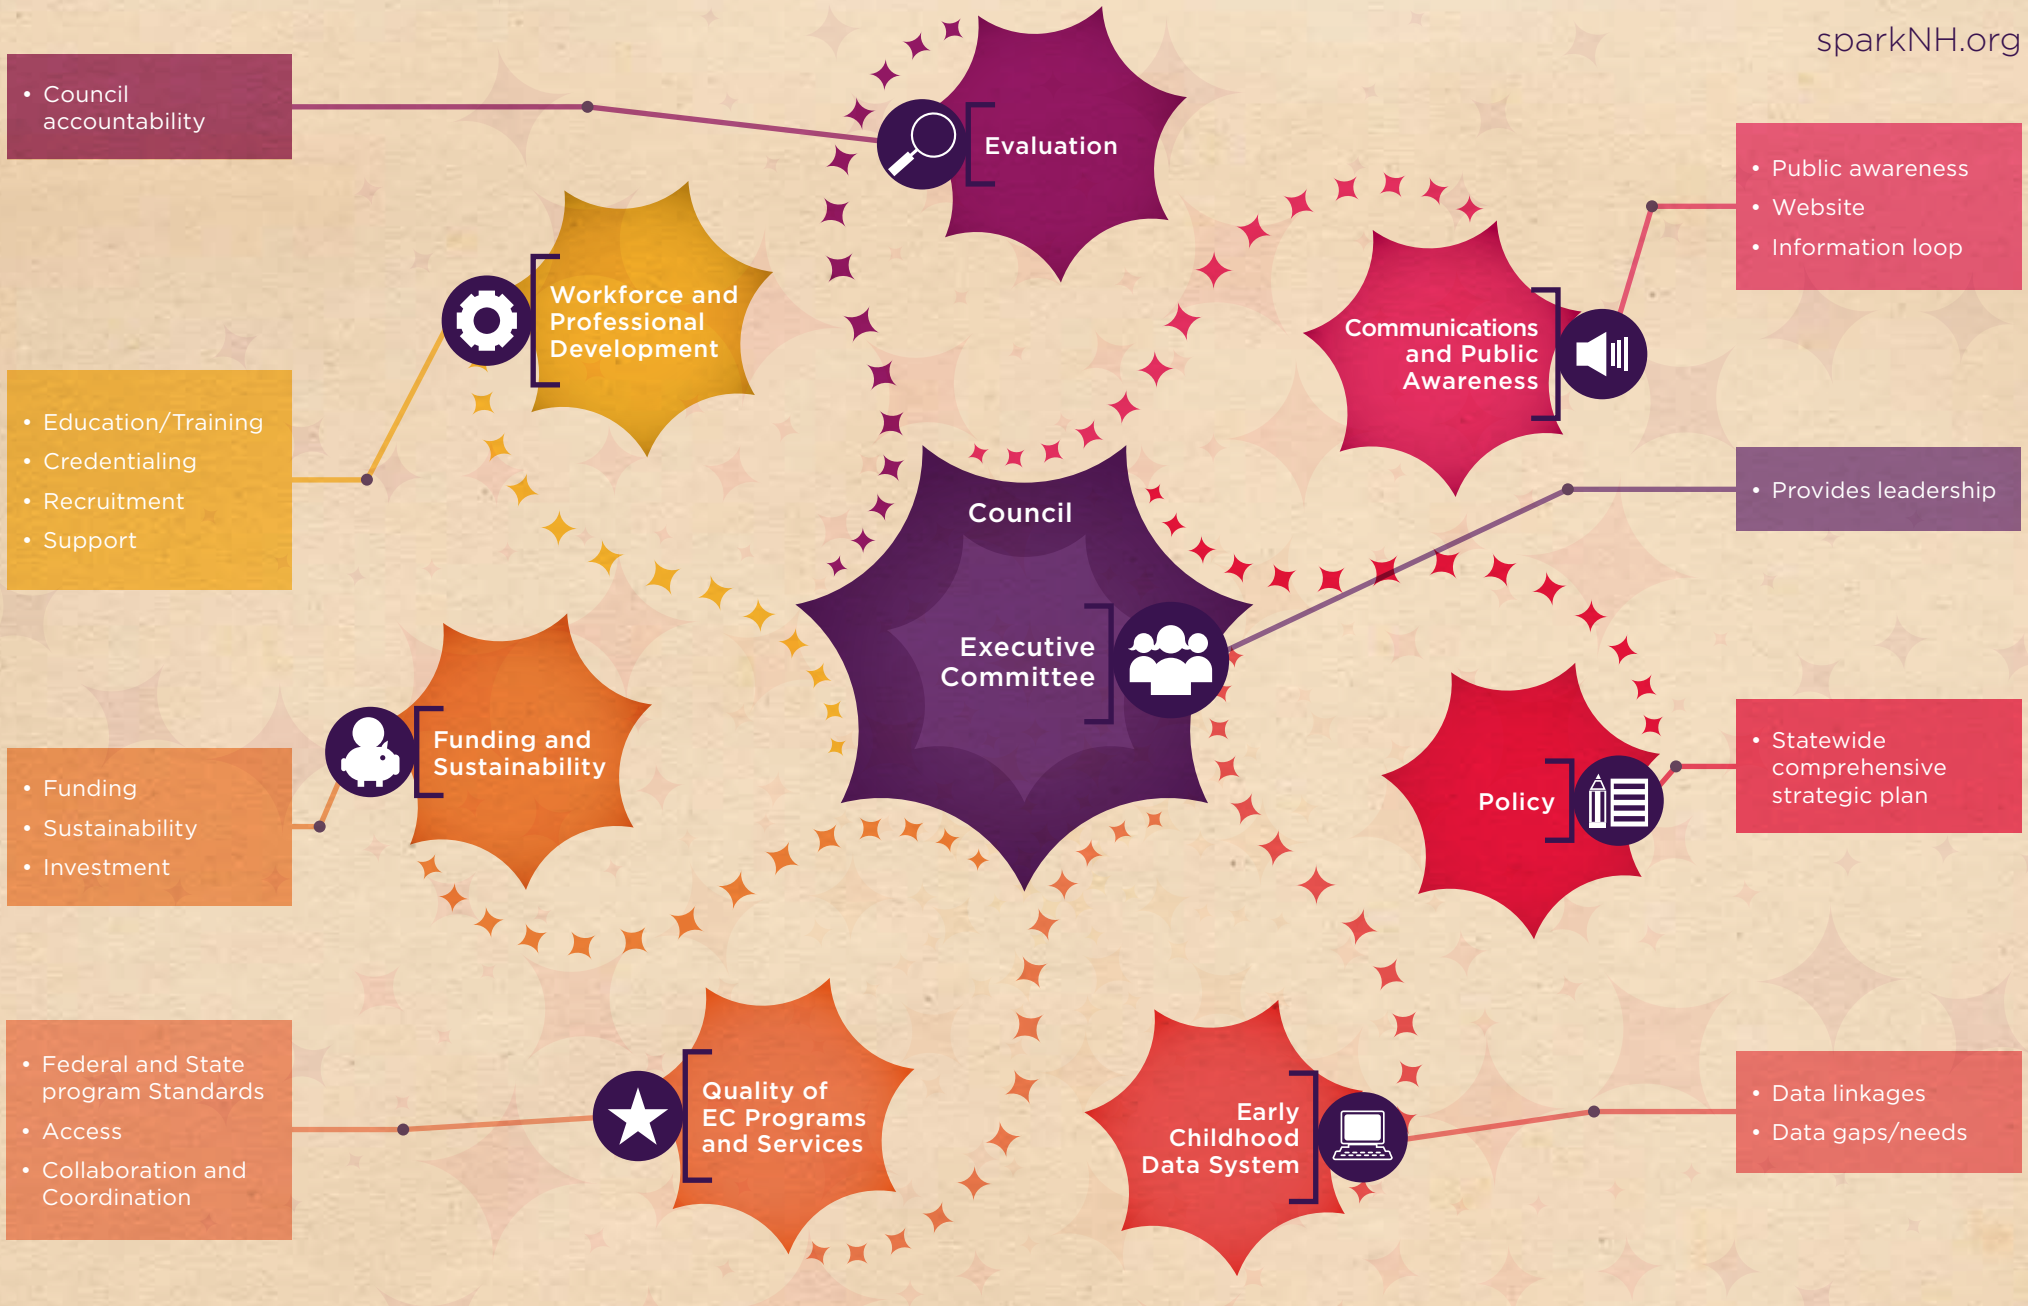 sparkNH.org
• Council
accountability
Evaluation
• Public awareness
• Website
• Information loop
Workforce and
Professional
Development
Communications
and Public
Awareness
• Education/Training
• Credentialing
• Recruitment
• Support
Council
Executive
Committee
• Provides leadership
Funding and
Sustainability
• Funding
• Sustainability
• Investment
Policy
• Statewide
comprehensive
strategic plan
• Federal and State
program Standards
• Access
• Collaboration and
Coordination
Quality of
EC Programs
and Services
Early
Childhood
Data System
• Data linkages
• Data gaps/needs